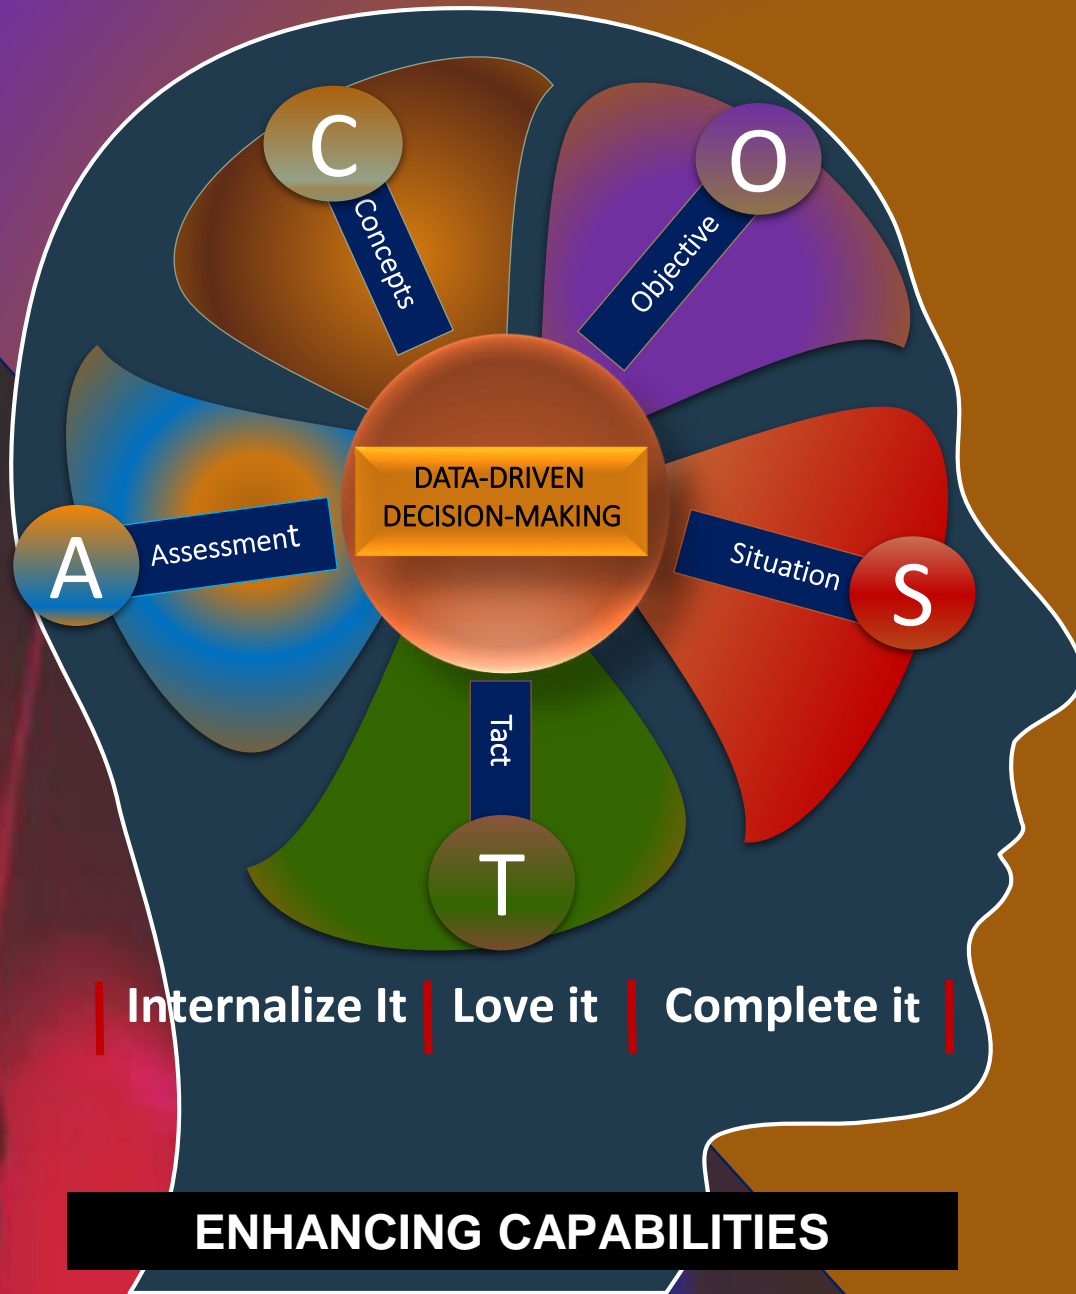 C
Concepts
O
Objective
A
Assessment
DATA-DRIVEN
DECISION-MAKING
Situation
S
Tact
T
Internalize It
Love it
Complete it
ENHANCING CAPABILITIES